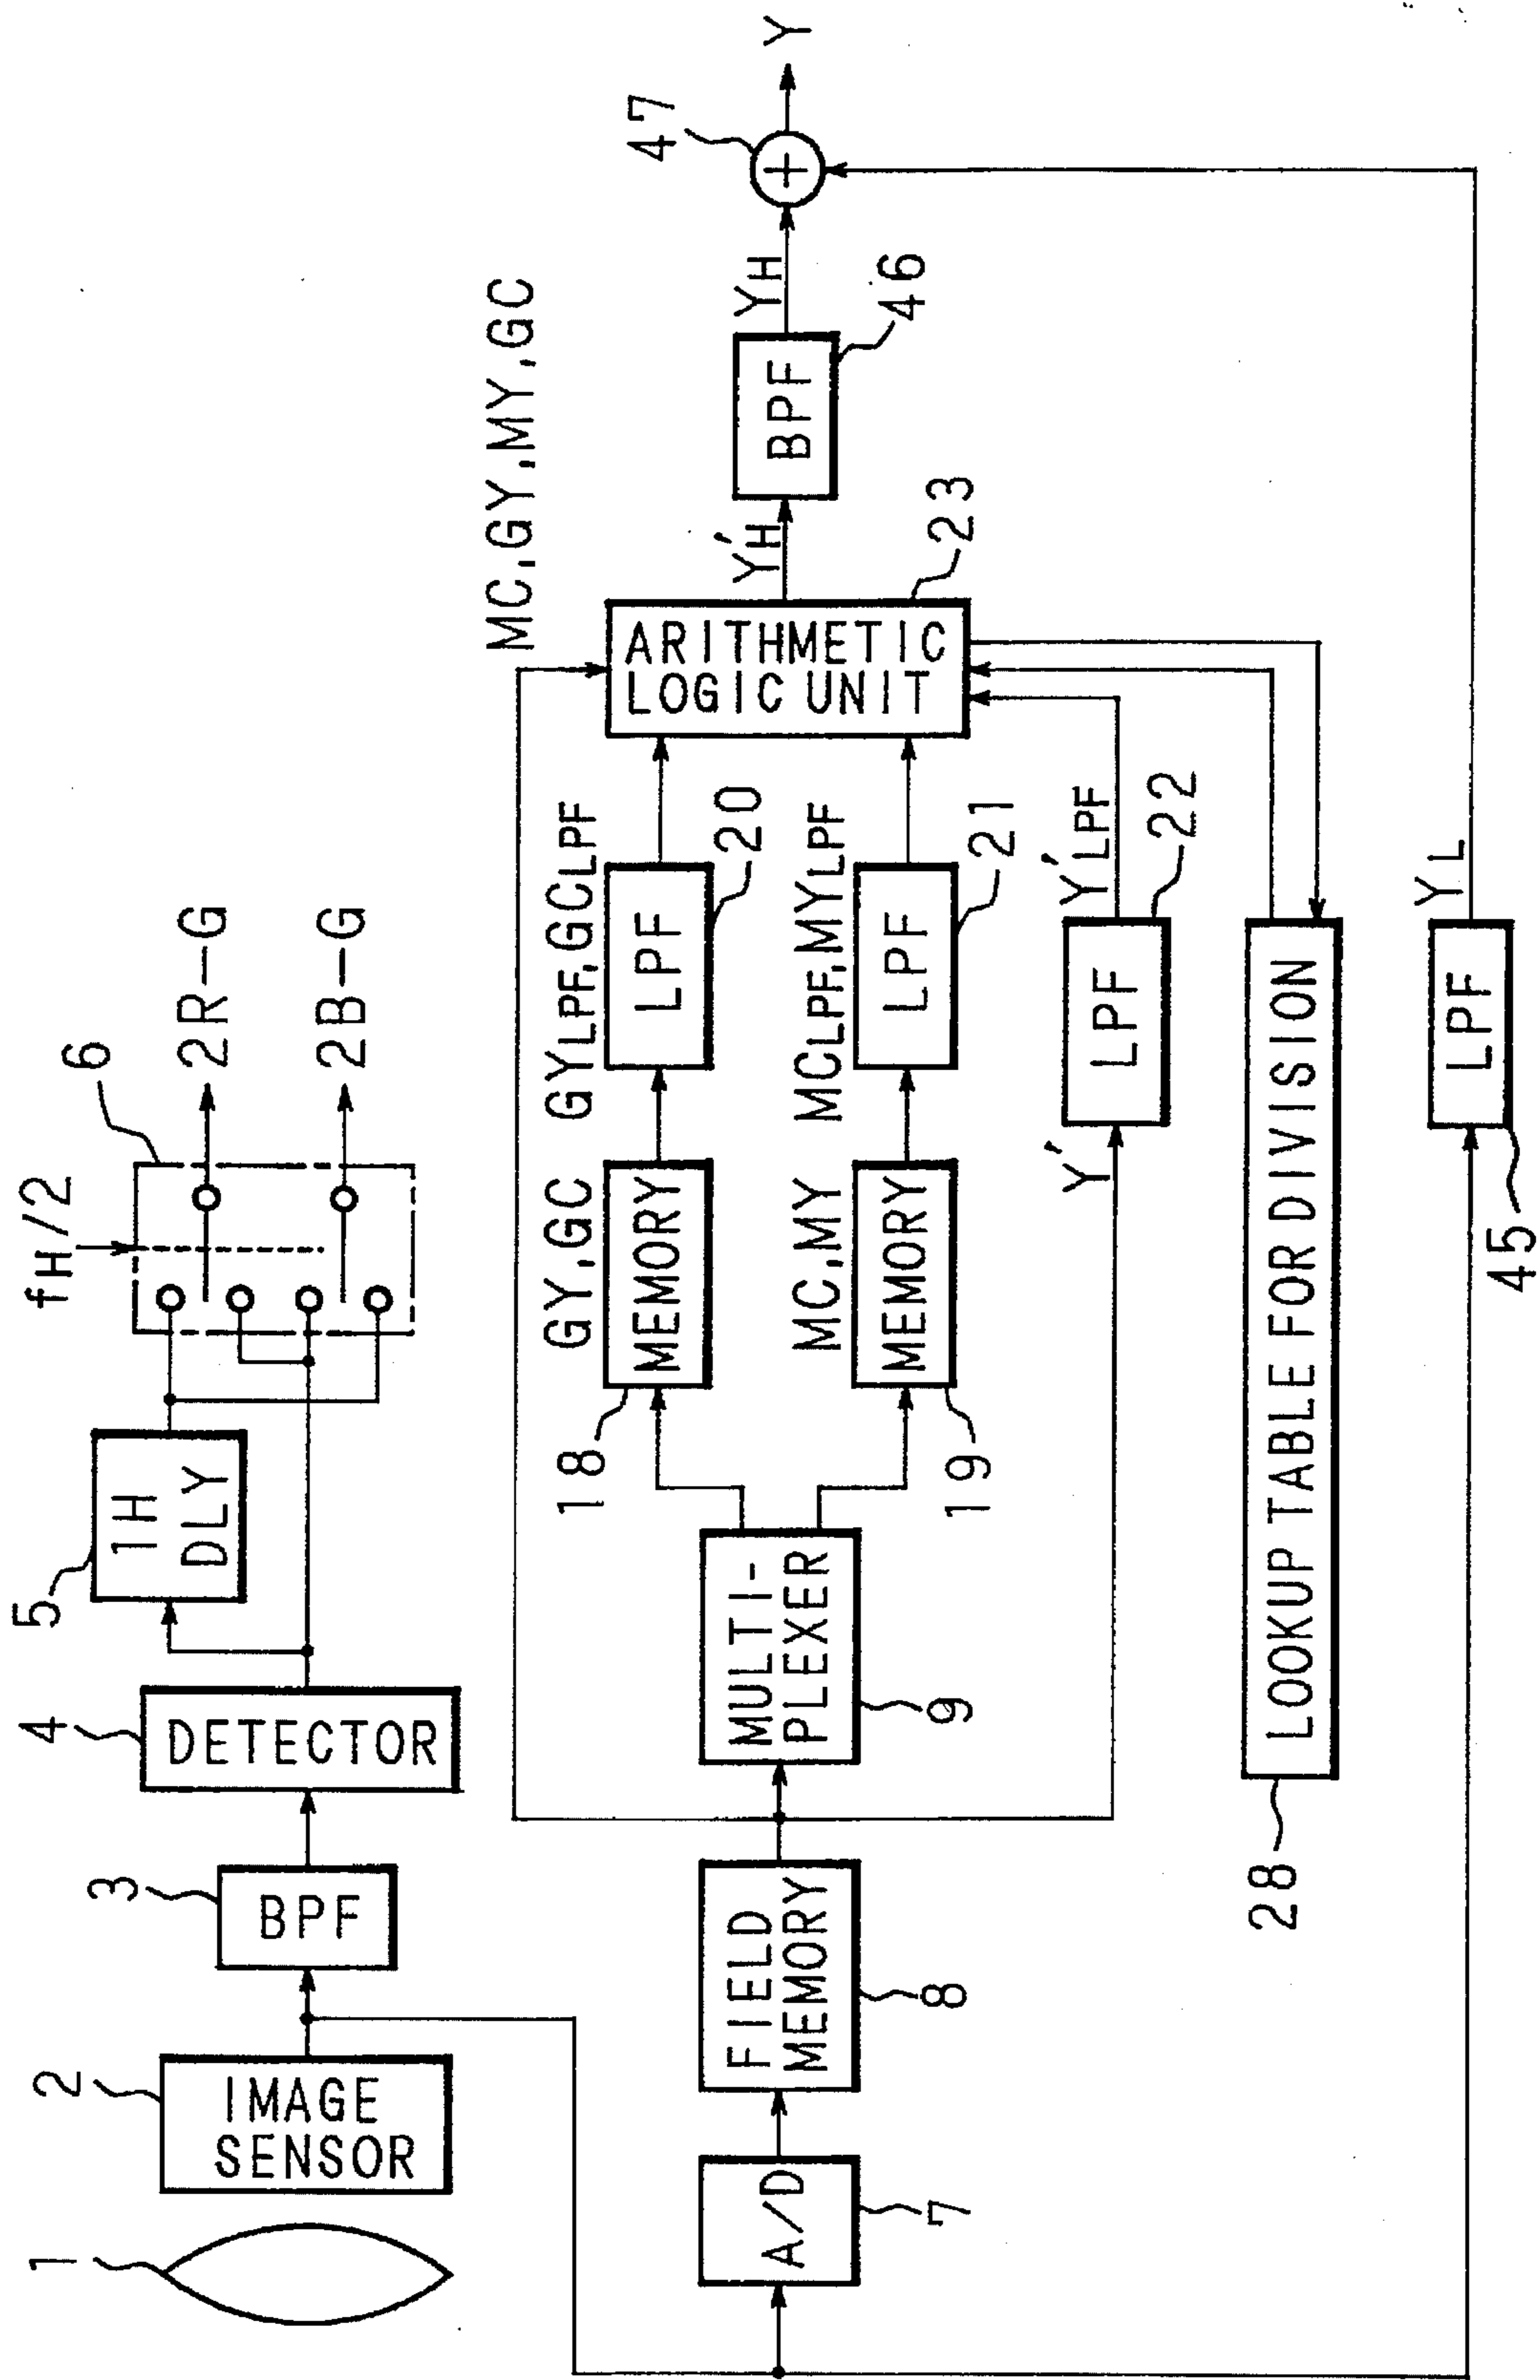 1
2
IMAGE
SENSOR
3
BPF
4
DETECTOR
5
1H
DLY
fH/2
6
2R-G
2B-G
7
A/D
8
FIELD
MEMORY
9
MULTI-
PLEXER
18
MEMORY
GY,GC
GYLPF,GCLPF
LPF
20
19
MEMORY
MC,MY
MCLPF,MYLPF
LPF
21
Y'
LPF
Y'LPF
22
MC,GY,MY,GC
ARITHMETIC
LOGIC UNIT
23
Y'H
BPF
46
YH
47
+
Y
28
LOOKUP TABLE FOR DIVISION
45
LPF
YL